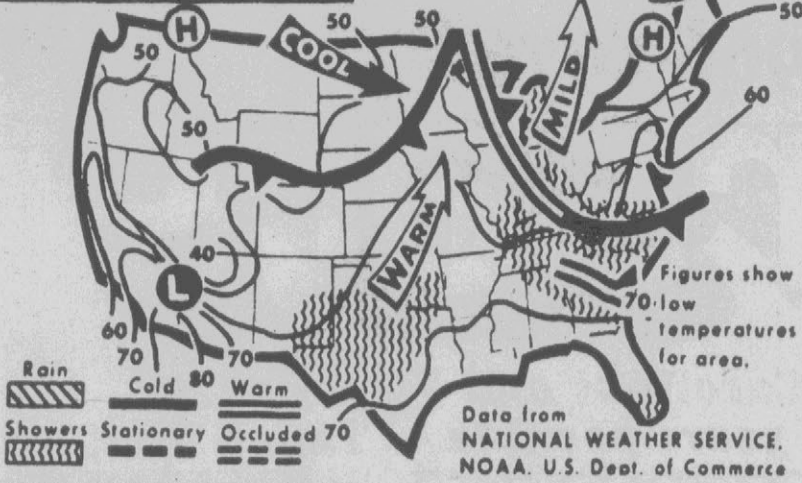 50
50
50
H
COOL
H
50
MILD
60
50
WARM
40
L
Figures show
70 low
temperatures
for area.
60
70
80
70
Rain
Cold
Warm
Showers
Stationary
Occluded
70
Data from
NATIONAL WEATHER SERVICE,
NOAA. U.S. Dept. of Commerce